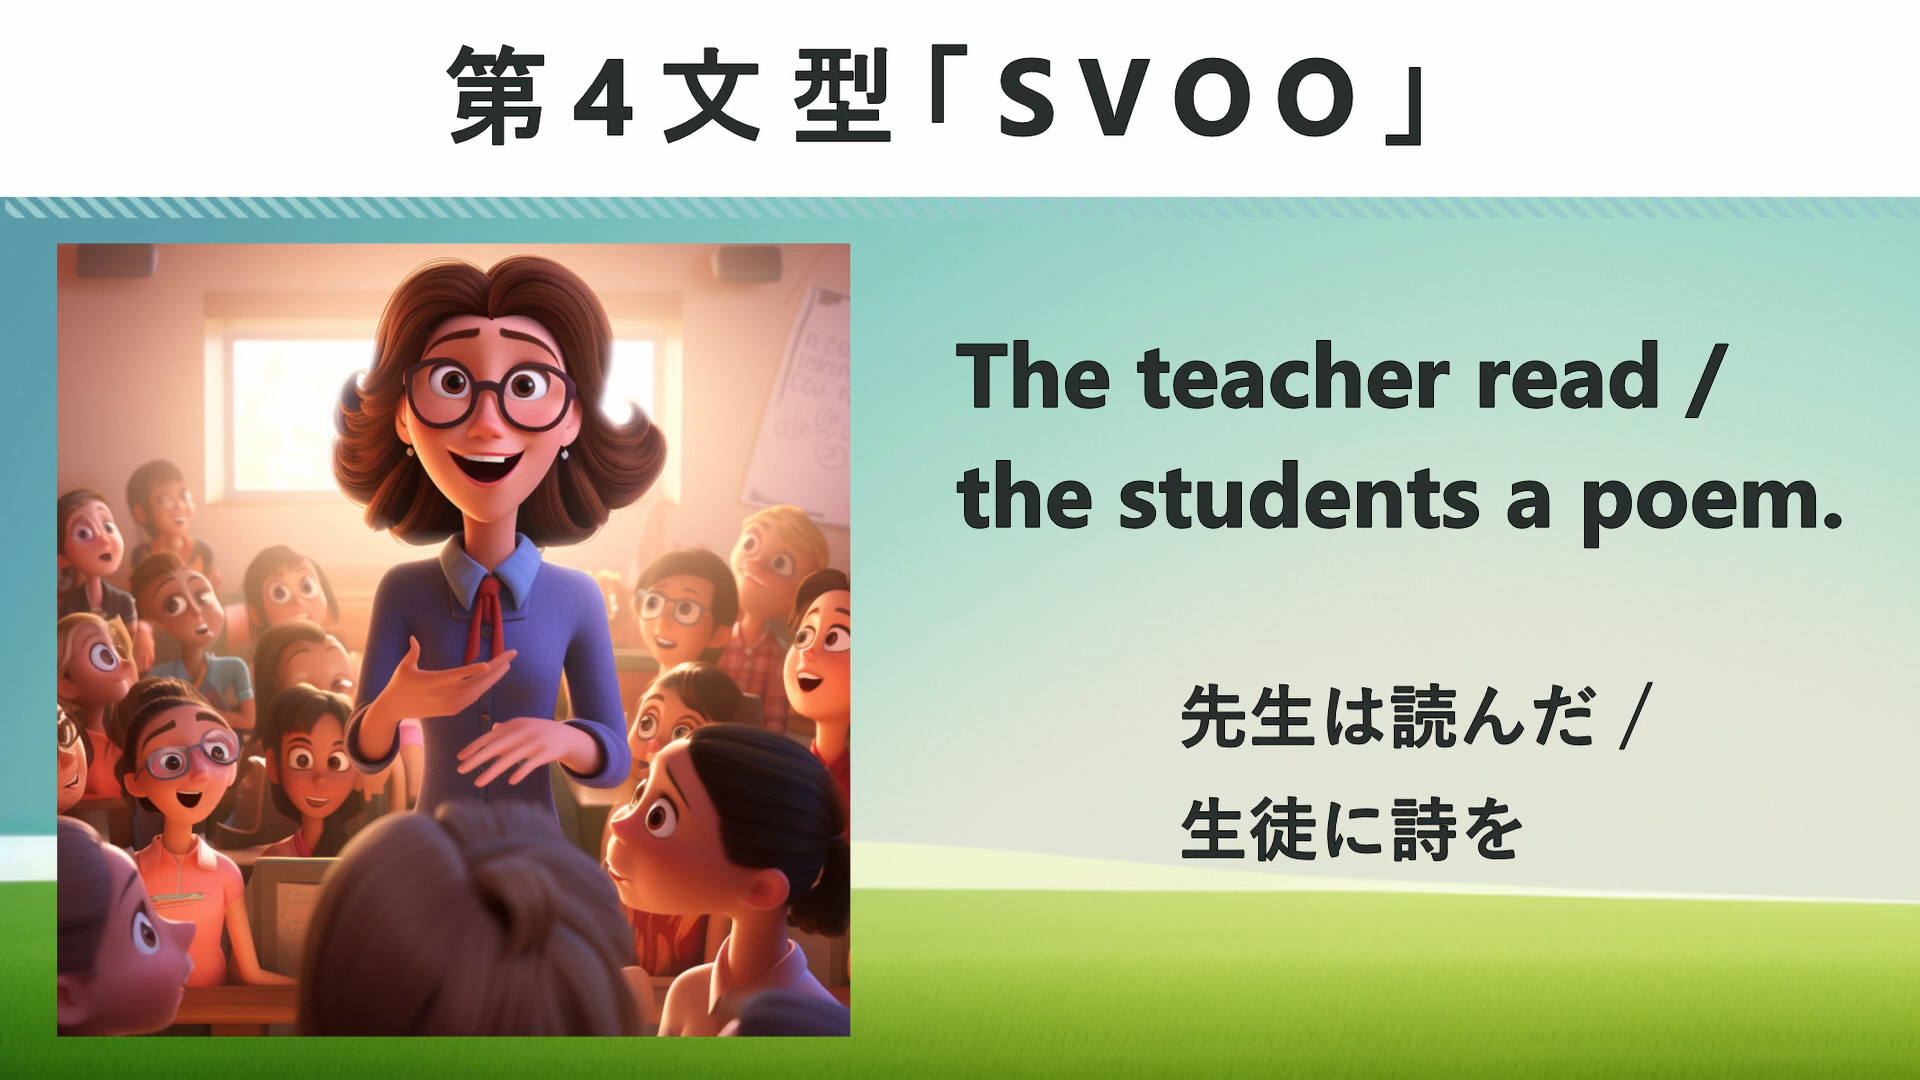 第4文型「SVOO」
The teacher read /
the students a poem.
先生は読んだ /
生徒に詩を